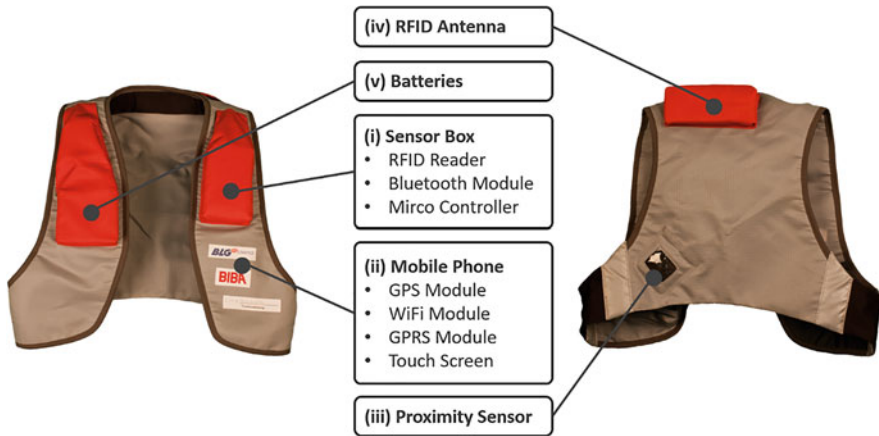 (iv) RFID Antenna
(v) Batteries
(i) Sensor Box
• RFID Reader
• Bluetooth Module
• Mirco Controller
(ii) Mobile Phone
• GPS Module
• WiFi Module
• GPRS Module
• Touch Screen
(iii) Proximity Sensor
BLG
BIBA